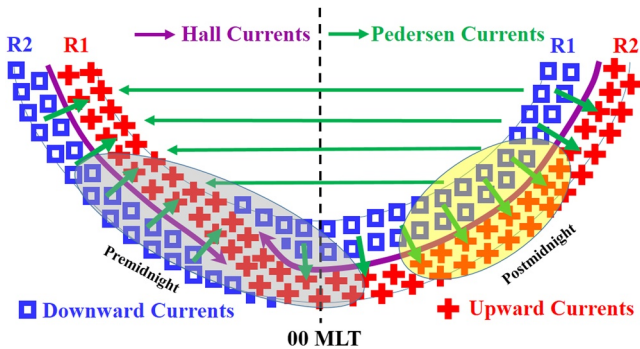 R2 R1 Hall Currents Pedersen Currents R1 R2
Premidnight Postmidnight
Downward Currents Upward Currents
00 MLT